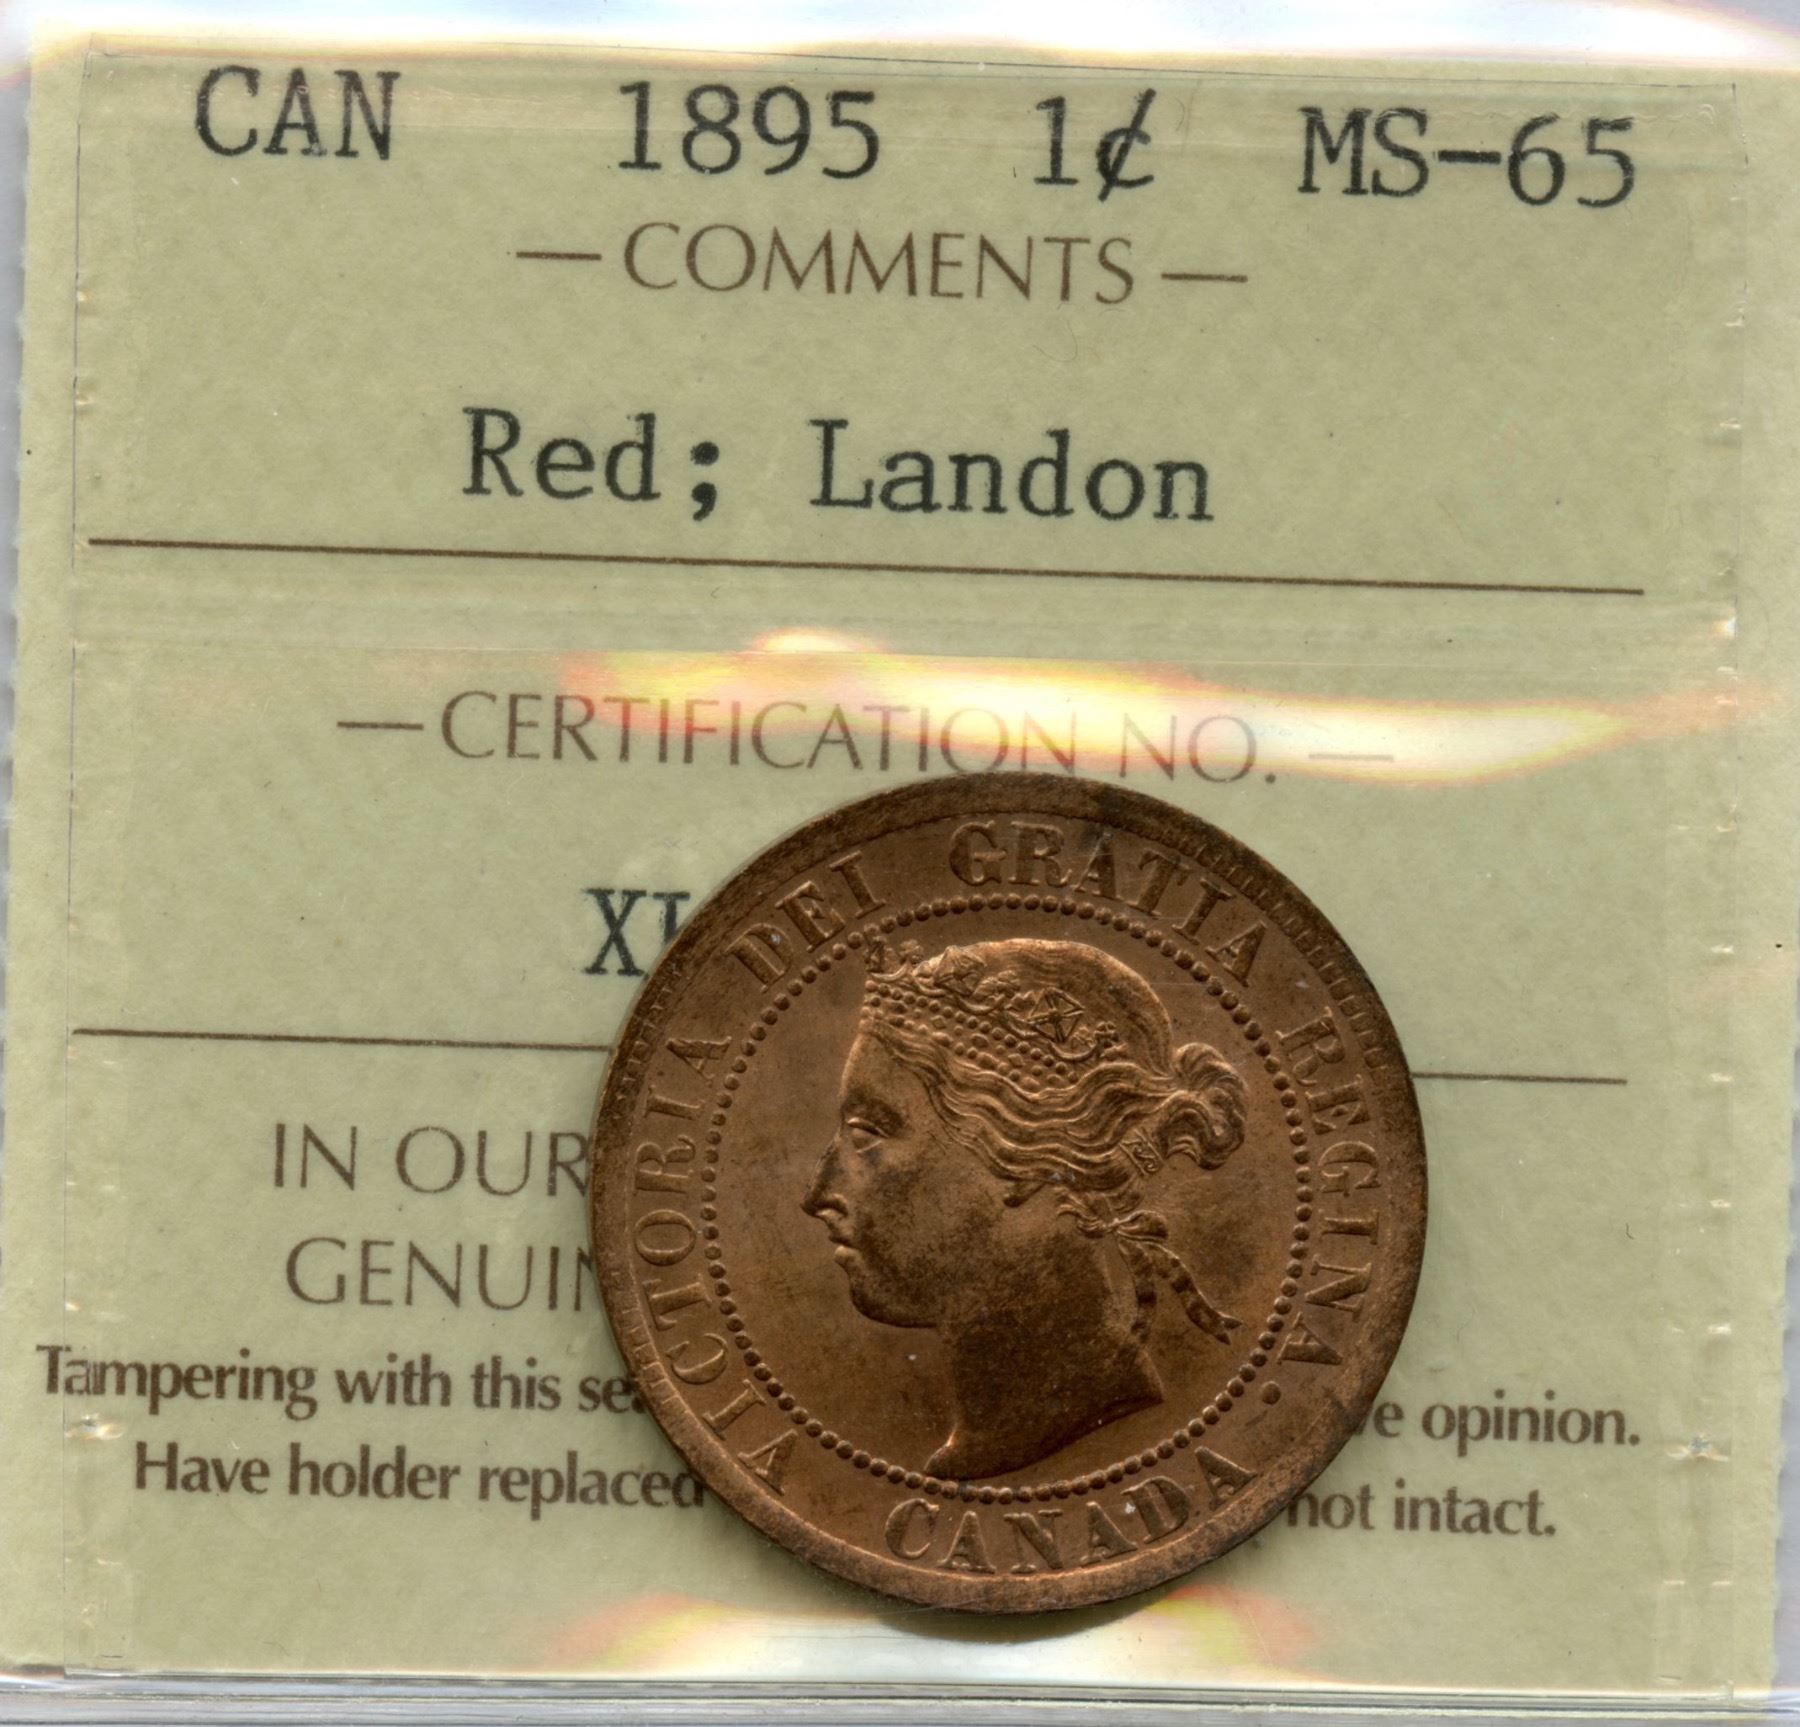 CAN 1895 1¢ MS-65
— COMMENTS —
Red; Landon
— CERTIFICATION NO. —
IN OUR
GENUIN
Tampering with this se e opinion.
Have holder replaced not intact.
VICTORIA DEI GRATIA REGINA.
CANADA